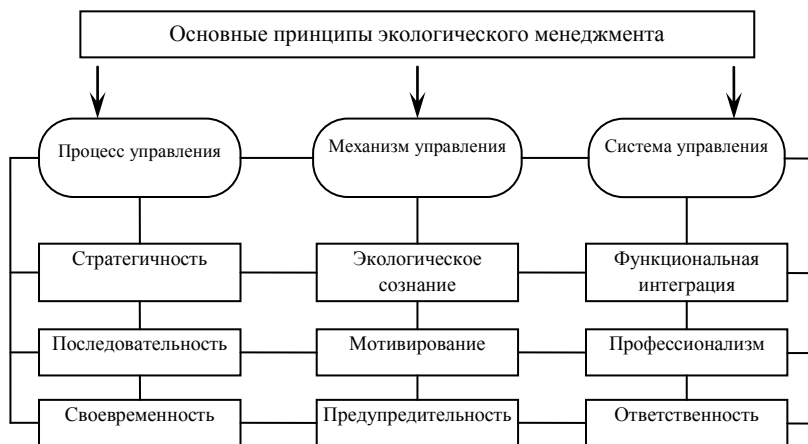 Основные принципы экологического менеджмента
Процесс управления
Механизм управления
Система управления
Стратегичность
Экологическое
сознание
Функциональная
интеграция
Последовательность
Мотивирование
Профессионализм
Своевременность
Предупредительность
Ответственность